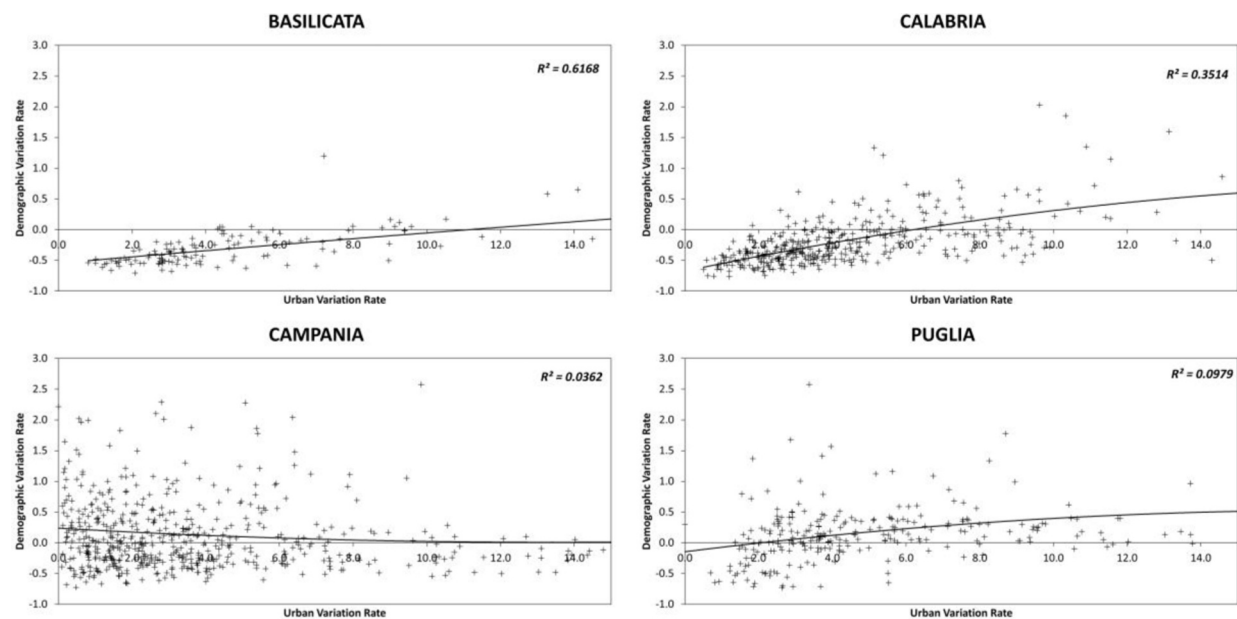 BASILICATA
R² = 0.6168
Demographic Variation Rate
3.0
2.5
2.0
1.5
1.0
0.5
0.0
-0.5
-1.0
0.0 2.0 4.0 6.0 8.0 10.0 12.0 14.0
Urban Variation Rate
CALABRIA
R² = 0.3514
Demographic Variation Rate
3.0
2.5
2.0
1.5
1.0
0.5
0.0
-0.5
-1.0
0.0 2.0 4.0 6.0 8.0 10.0 12.0 14.0
Urban Variation Rate
CAMPANIA
R² = 0.0362
Demographic Variation Rate
3.0
2.5
2.0
1.5
1.0
0.5
0.0
-0.5
-1.0
0.0 2.0 4.0 6.0 8.0 10.0 12.0 14.0
Urban Variation Rate
PUGLIA
R² = 0.0979
Demographic Variation Rate
3.0
2.5
2.0
1.5
1.0
0.5
0.0
-0.5
-1.0
0.0 2.0 4.0 6.0 8.0 10.0 12.0 14.0
Urban Variation Rate